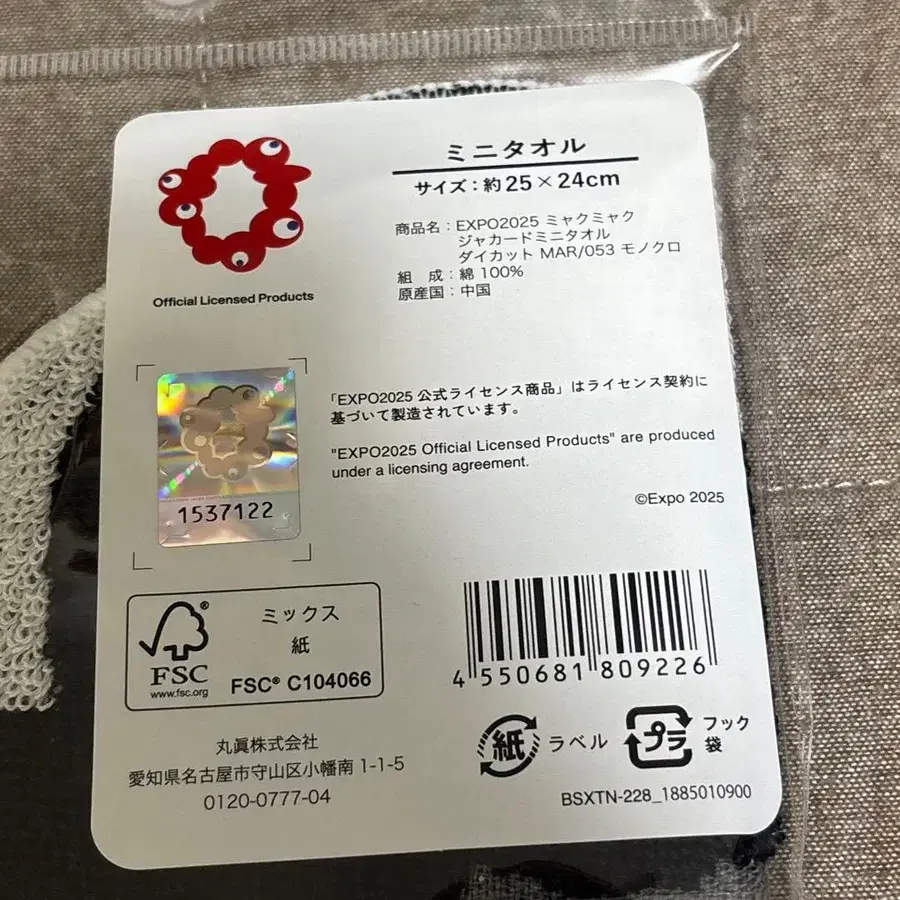 ミニタオル
サイズ：約25×24cm
商品名：EXPO2025 ミャクミャク
ジャカードミニタオル
ダイカット MAR/053 モノクロ
組 成：綿 100%
原産国：中国
Official Licensed Products
「EXPO2025 公式ライセンス商品」はライセンス契約に
基づいて製造されています。
"EXPO2025 Official Licensed Products" are produced
under a licensing agreement.
©Expo 2025
1537122
FSC®
www.fsc.org
ミックス
紙
FSC® C104066
4 550681 809226
丸眞株式会社
愛知県名古屋市守山区小幡南 1-1-5
0120-0777-04
紙 ラベル
プラ フック
袋
BSXTN-228_1885010900